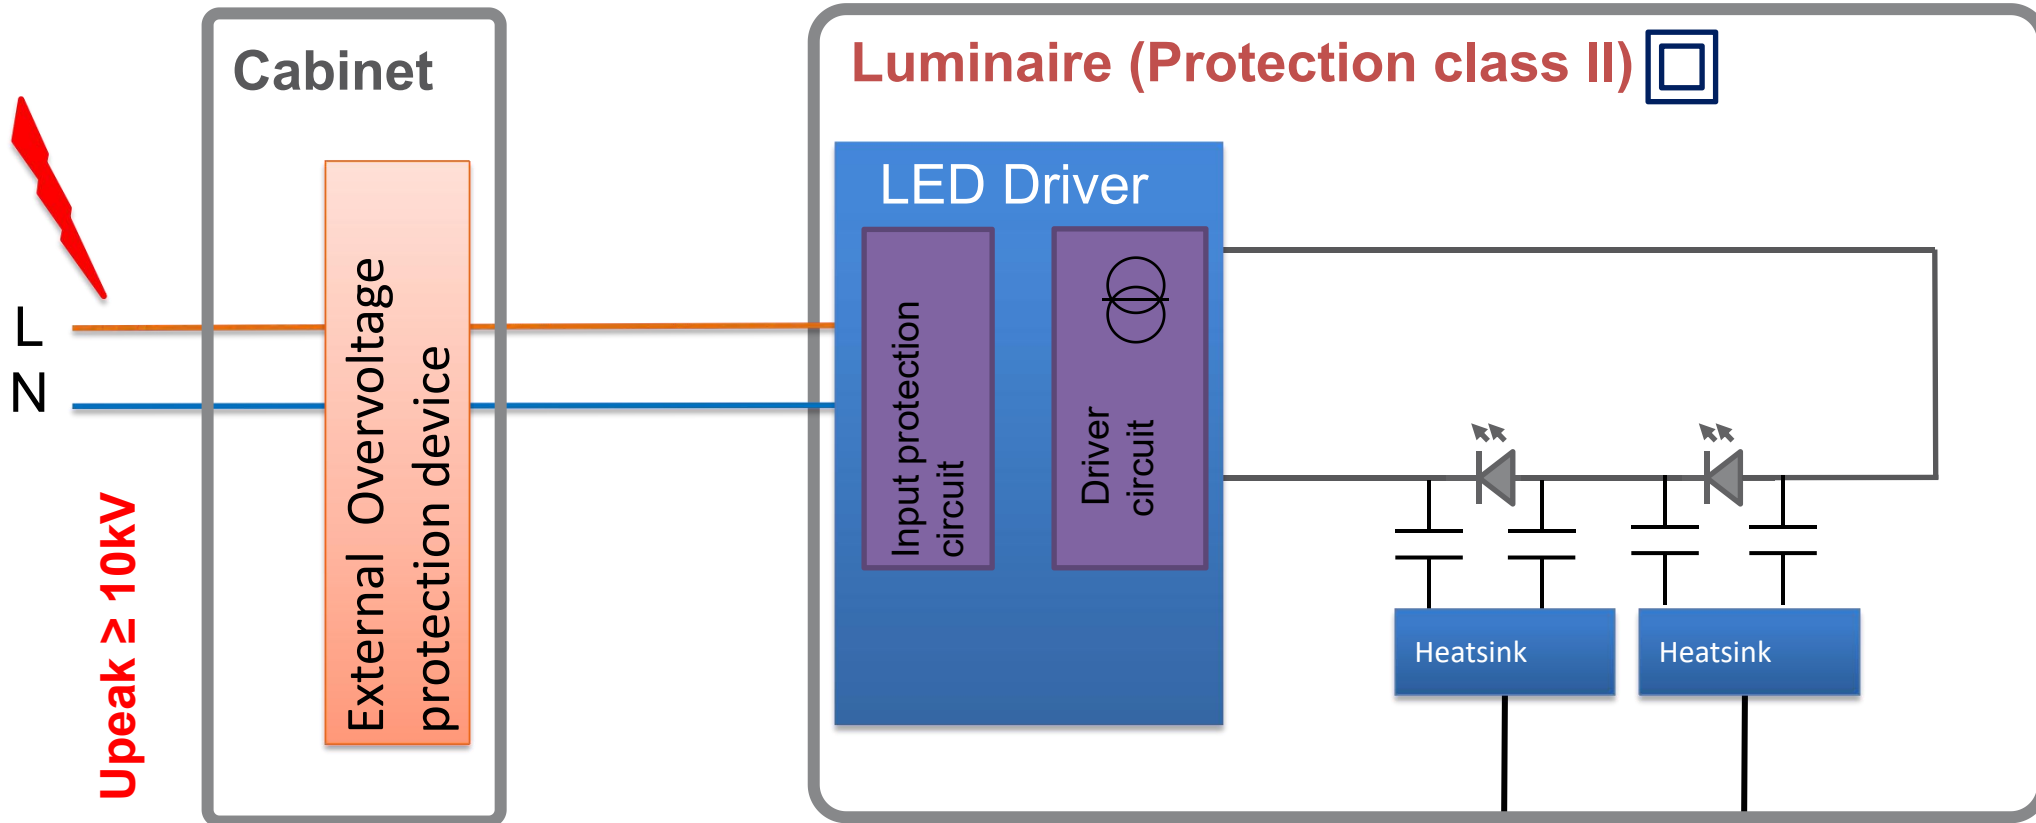 Cabinet
Luminaire (Protection class II)
LED Driver
L
N
Upeak ≥ 10kV
External Overvoltage
protection device
Input protection
circuit
Driver
circuit
Heatsink
Heatsink